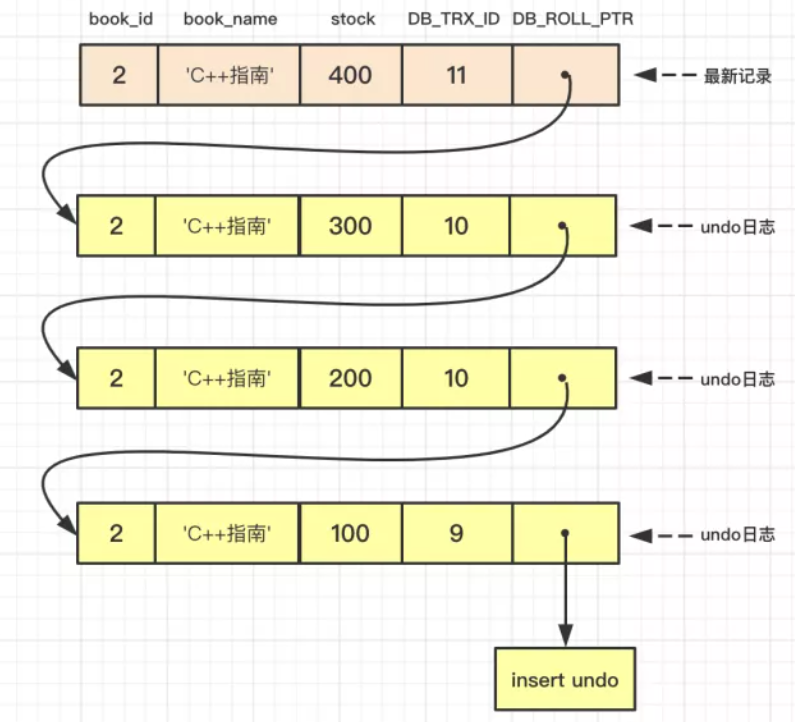 book_id book_name stock DB_TRX_ID DB_ROLL_PTR
2 'C++指南' 400 11 最新记录
2 'C++指南' 300 10 undo日志
2 'C++指南' 200 10 undo日志
2 'C++指南' 100 9 undo日志
insert undo